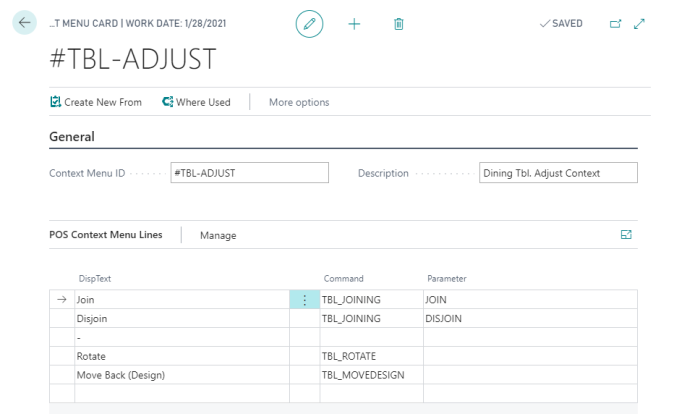 ...T MENU CARD | WORK DATE: 1/28/2021
SAVED
#TBL-ADJUST
Create New From Where Used More options
General
Context Menu ID #TBL-ADJUST Description Dining Tbl. Adjust Context
POS Context Menu Lines Manage
DispText Command Parameter
Join TBL_JOINING JOIN
Disjoin TBL_JOINING DISJOIN
-
Rotate TBL_ROTATE
Move Back (Design) TBL_MOVEDESIGN